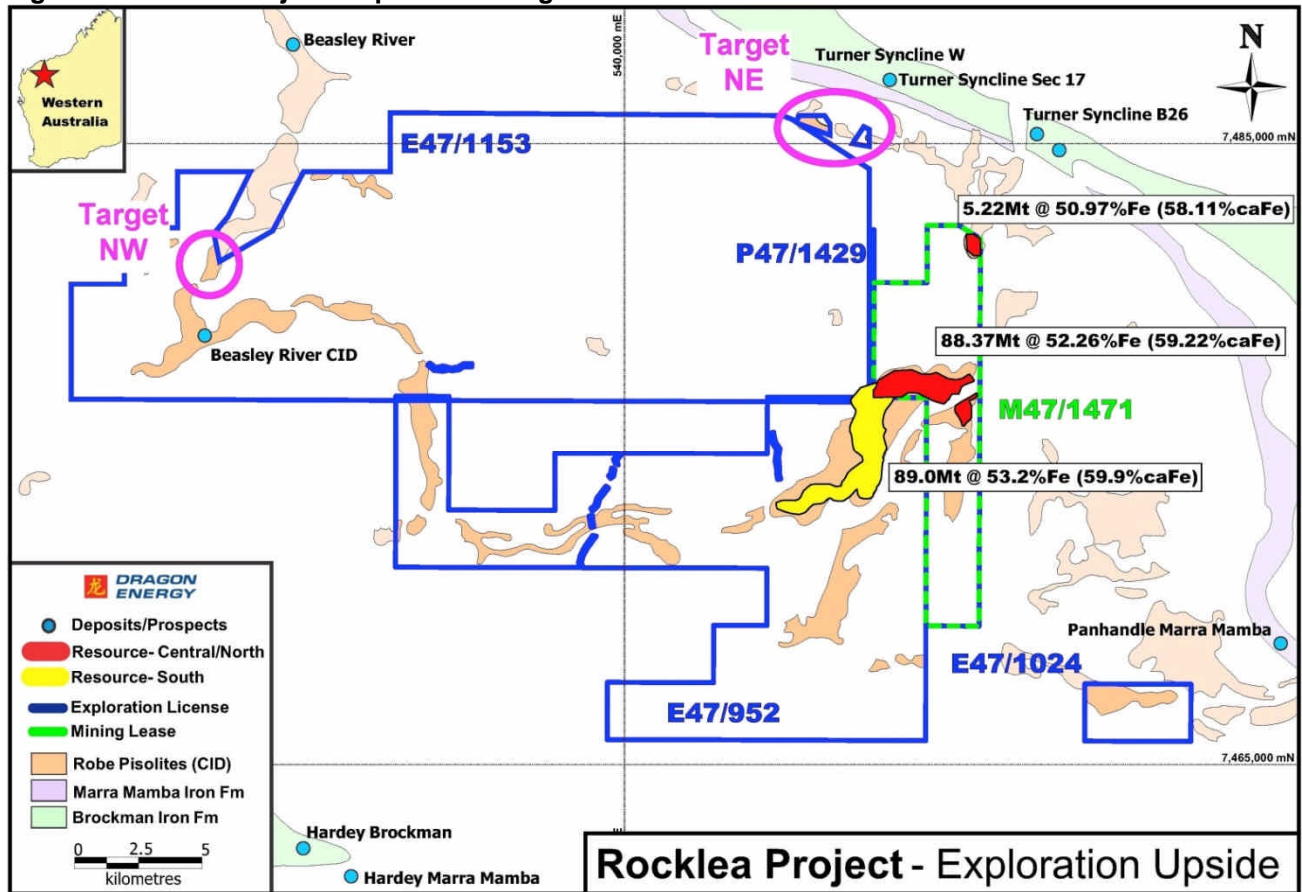 Beasley River
540,000 mE
Target
NE
Turner Syncline W
Turner Syncline Sec 17
Turner Syncline B26
N
Western
Australia
E47/1153
7,485,000 mN
Target
NW
5.22Mt @ 50.97%Fe (58.11%caFe)
P47/1429
88.37Mt @ 52.26%Fe (59.22%caFe)
Beasley River CID
M47/1471
89.0Mt @ 53.2%Fe (59.9%caFe)
龙 DRAGON
ENERGY
Deposits/Prospects
Resource- Central/North
Resource- South
Exploration License
Mining Lease
Robe Pisolites (CID)
Marra Mamba Iron Fm
Brockman Iron Fm
0 2.5 5
kilometres
Panhandle Marra Mamba
E47/1024
E47/952
7,465,000 mN
Hardey Brockman
Hardey Marra Mamba
Rocklea Project - Exploration Upside